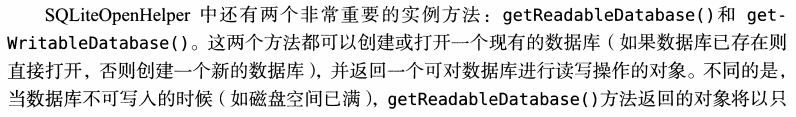 SQLiteOpenHelper 中还有两个非常重要的实例方法：getReadableDatabase()和 get-
WritableDatabase()。这两个方法都可以创建或打开一个现有的数据库（如果数据库已存在则
直接打开，否则创建一个新的数据库），并返回一个可对数据库进行读写操作的对象。不同的是，
当数据库不可写入的时候（如磁盘空间已满），getReadableDatabase()方法返回的对象将以只